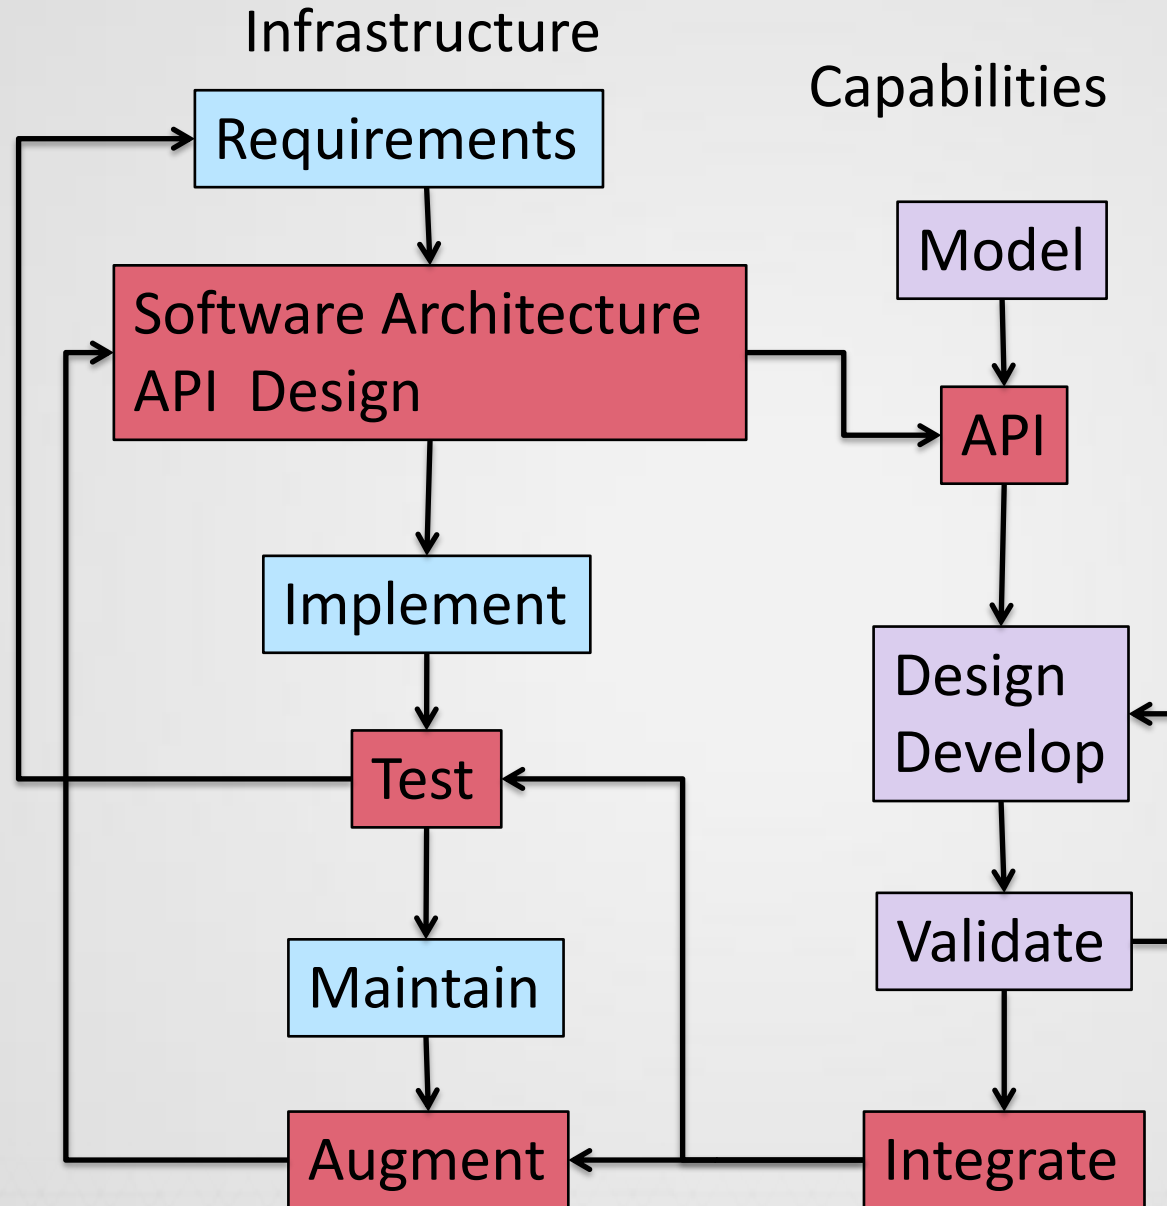 Infrastructure
Capabilities
Requirements
Model
Software Architecture
API  Design
API
Implement
Design
Develop
Test
Validate
Maintain
Augment
Integrate